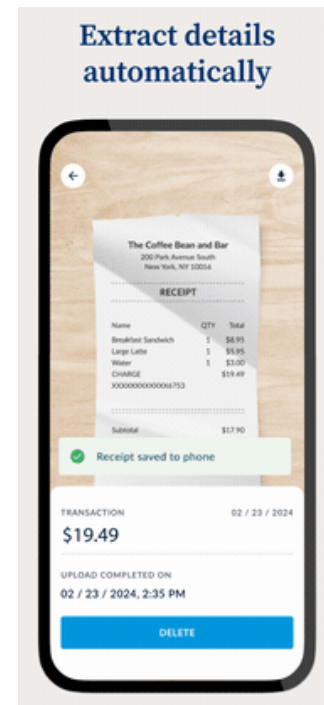 Extract details
automatically
The Coffee Bean and Bar
200 Park Avenue South
New York, NY 10016
RECEIPT
Name QTY Total
Breakfast Sandwich 1 $8.95
Large Latte 1 $5.95
Water 1 $3.00
CHARGE $19.49
XXXXXXXXXXXX6753
Subtotal $17.90
Receipt saved to phone
TRANSACTION 02 / 23 / 2024
$19.49
UPLOAD COMPLETED ON
02 / 23 / 2024, 2:35 PM
DELETE